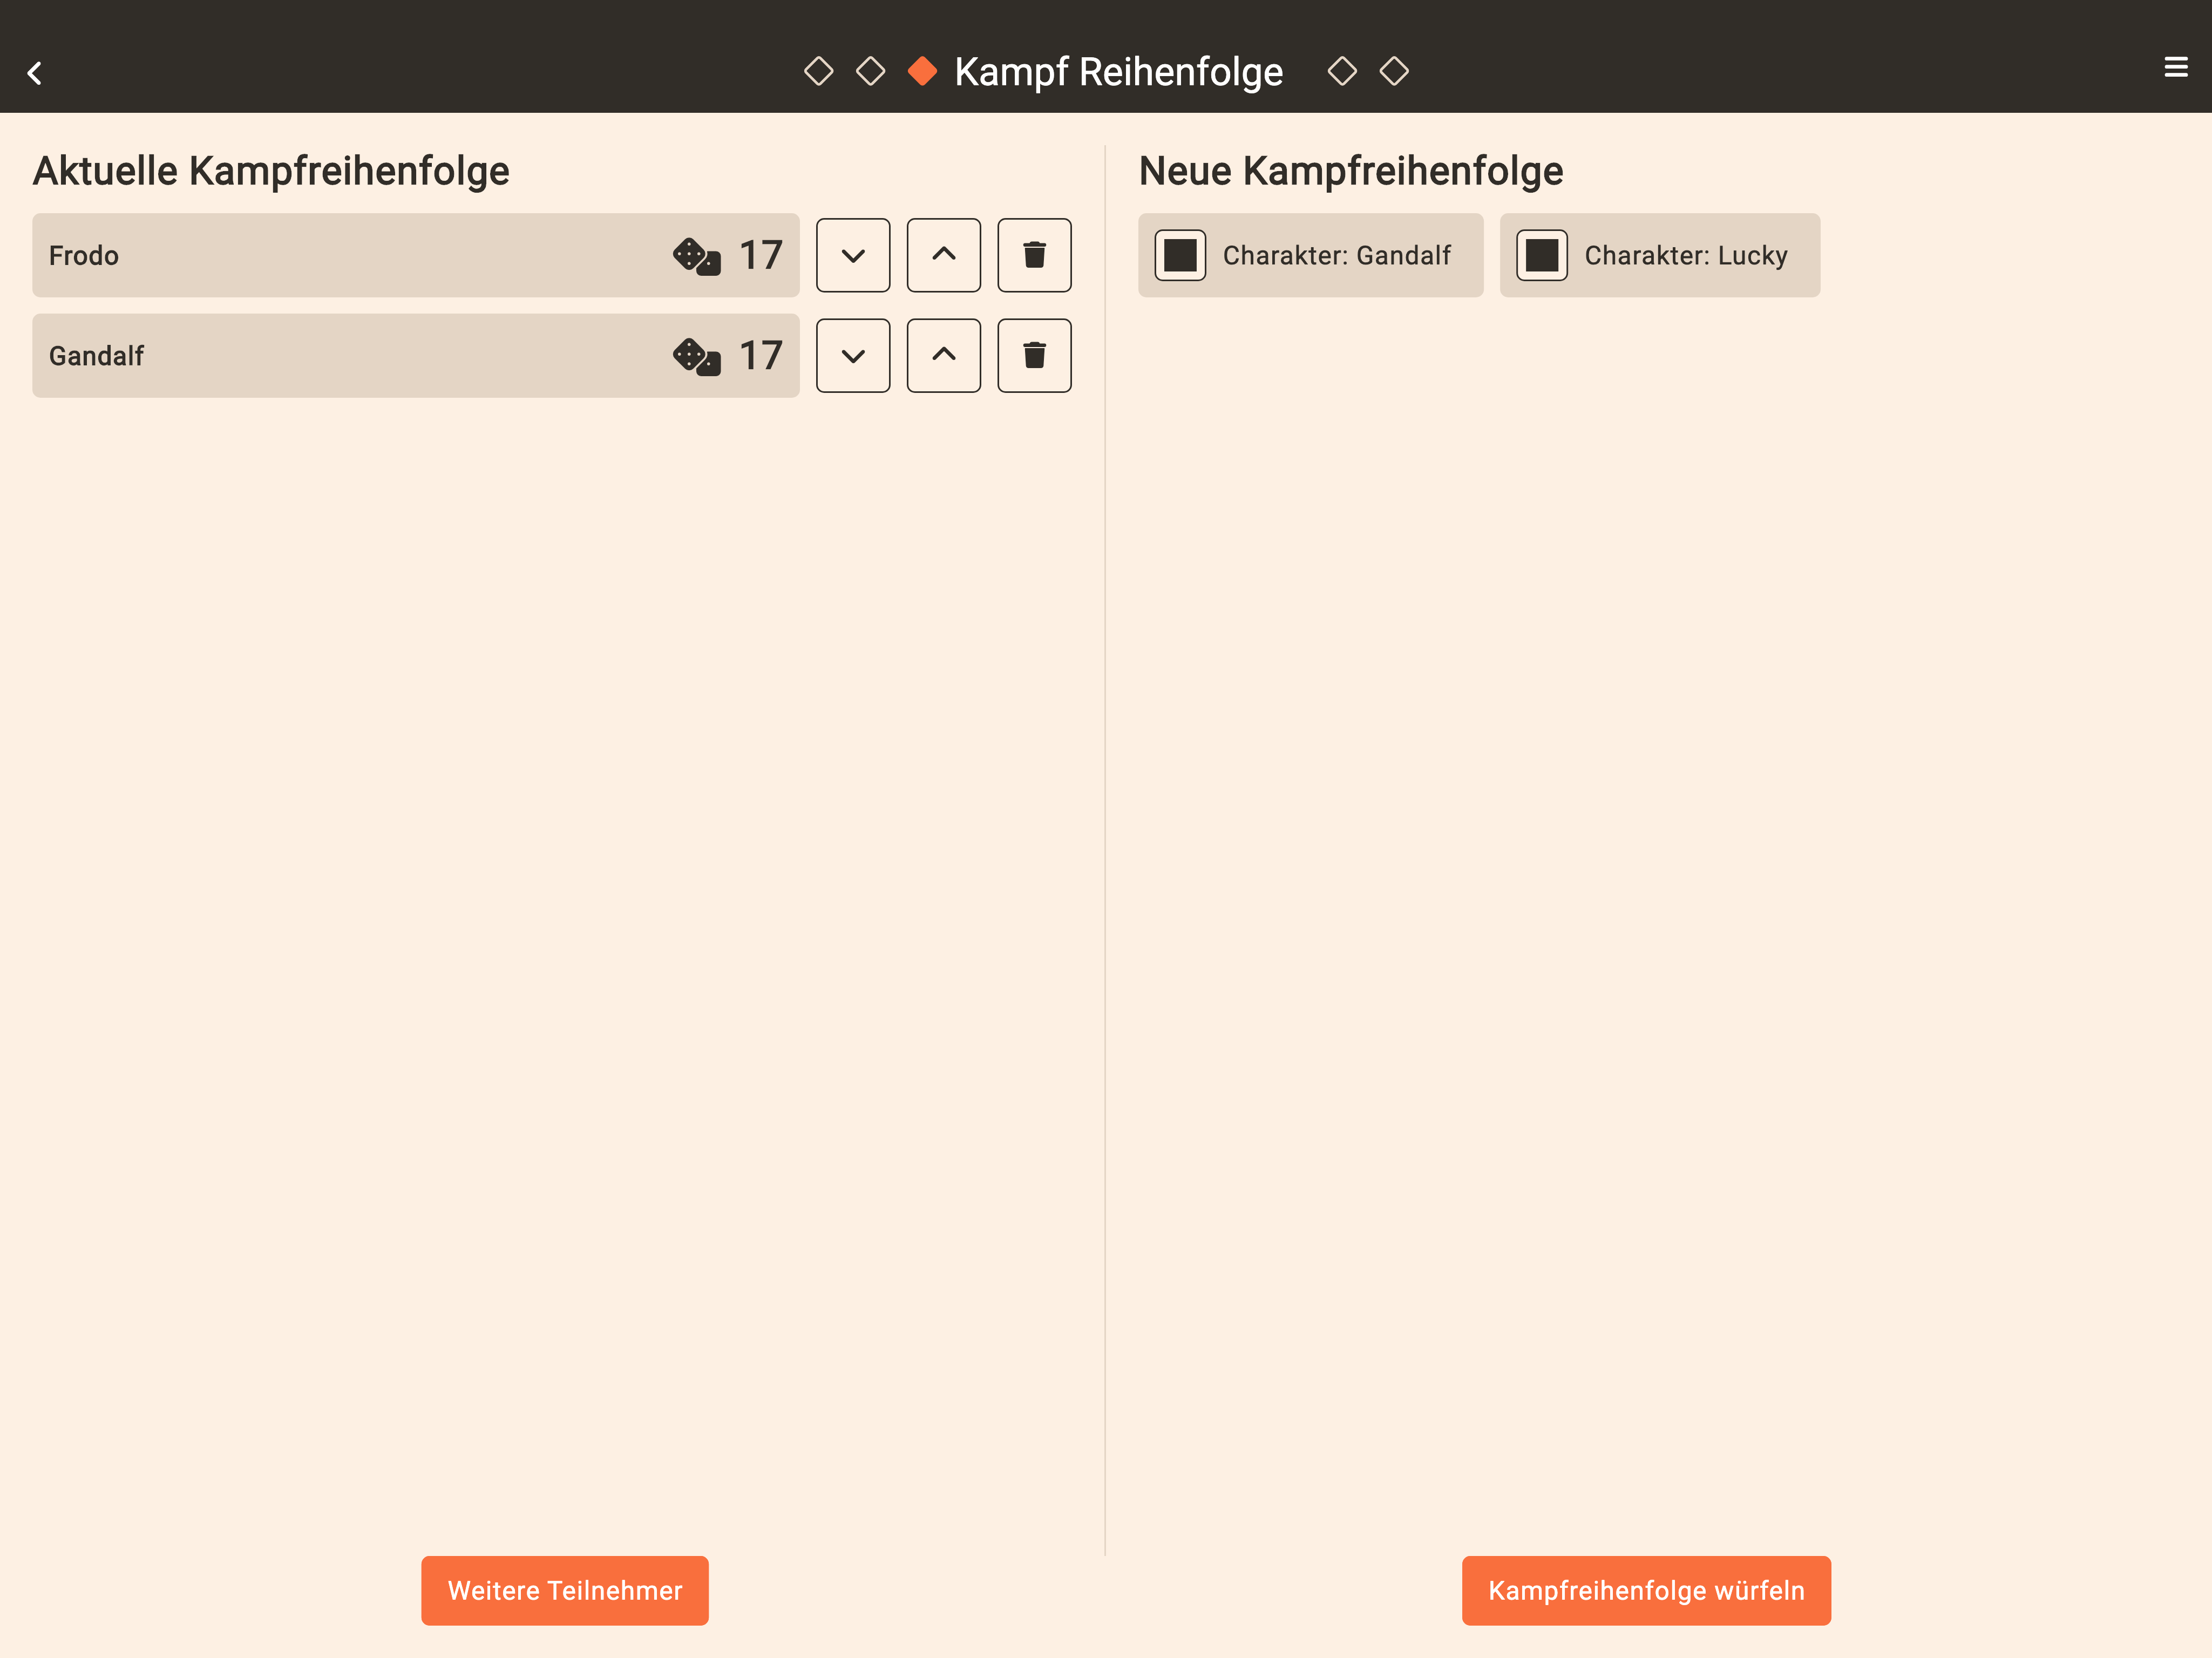 Kampf Reihenfolge
Aktuelle Kampfreihenfolge
Frodo 17
Gandalf 17
Weitere Teilnehmer
Neue Kampfreihenfolge
Charakter: Gandalf
Charakter: Lucky
Kampfreihenfolge würfeln